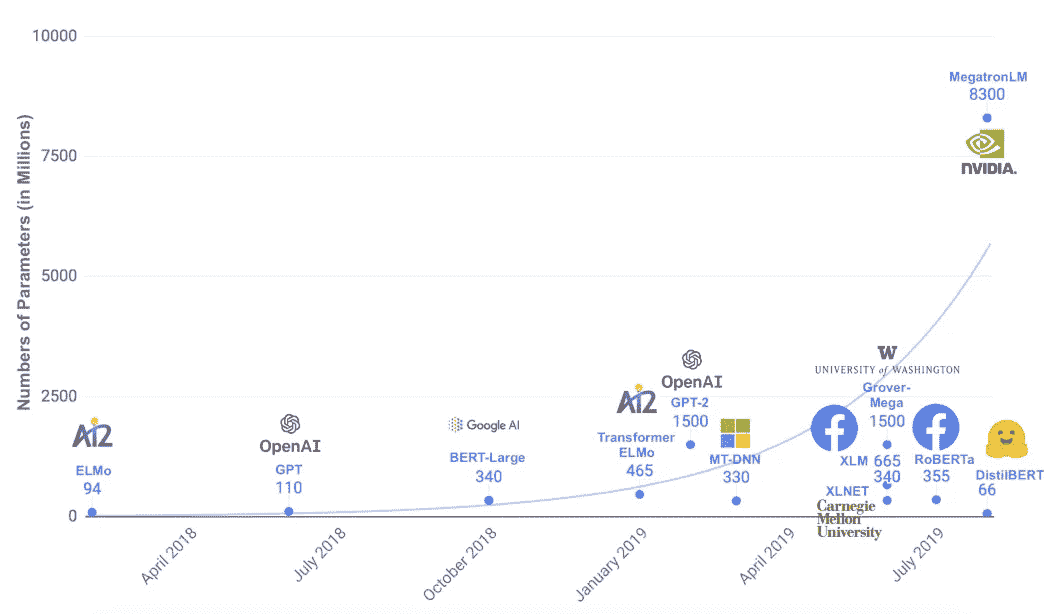 10000
7500
5000
2500
0
Numbers of Parameters (in Millions)
MegatronLM
8300
NVIDIA.
Ai2
ELMo
94
OpenAI
GPT
110
Google AI
BERT-Large
340
Ai2
Transformer
ELMo
465
OpenAI
GPT-2
1500
MT-DNN
330
W
UNIVERSITY of WASHINGTON
Grover-
Mega
1500
XLM 665
XLNET 340
Carnegie
Mellon
University
RoBERTa
355
DistilBERT
66
April 2018
July 2018
October 2018
January 2019
April 2019
July 2019